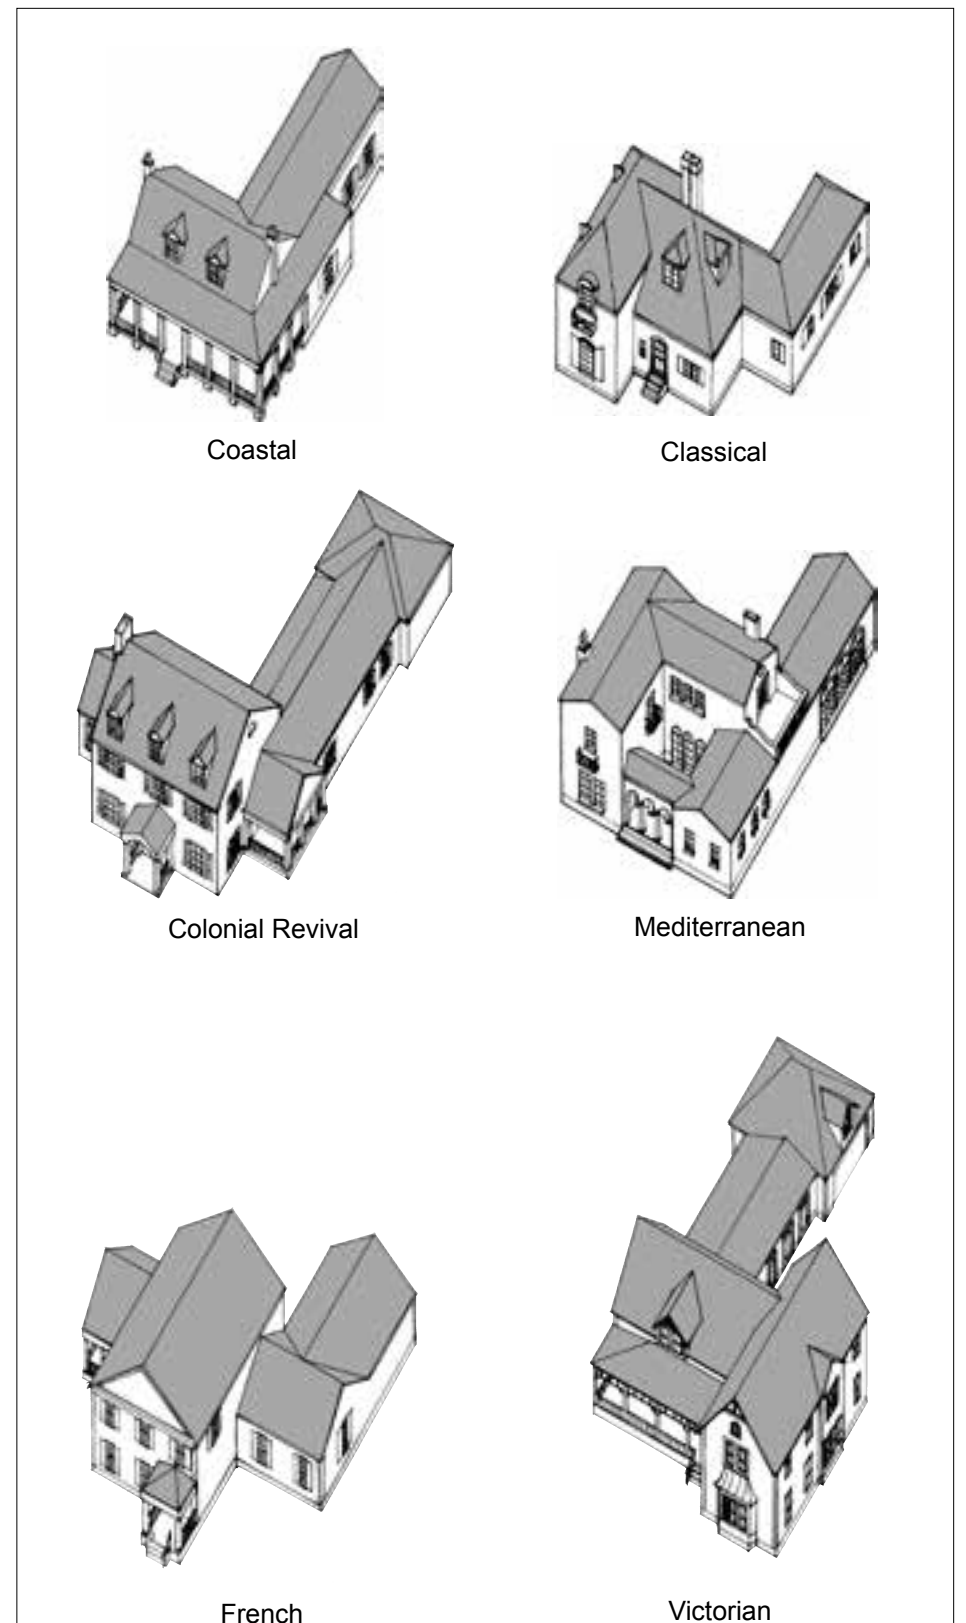 Coastal
Classical
Colonial Revival
Mediterranean
French
Victorian